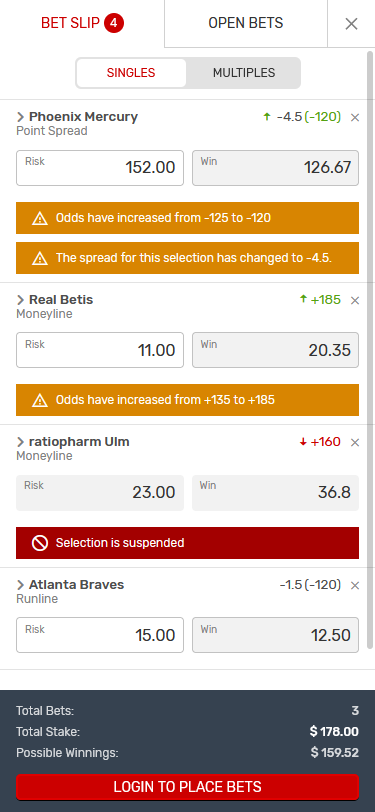 BET SLIP 4 OPEN BETS
SINGLES MULTIPLES
Phoenix Mercury -4.5 (-120)
Point Spread
Risk 152.00 Win 126.67
Odds have increased from -125 to -120
The spread for this selection has changed to -4.5.
Real Betis +185
Moneyline
Risk 11.00 Win 20.35
Odds have increased from +135 to +185
ratiopharm Ulm +160
Moneyline
Risk 23.00 Win 36.8
Selection is suspended
Atlanta Braves -1.5 (-120)
Runline
Risk 15.00 Win 12.50
Total Bets: 3
Total Stake: $ 178.00
Possible Winnings: $ 159.52
LOGIN TO PLACE BETS